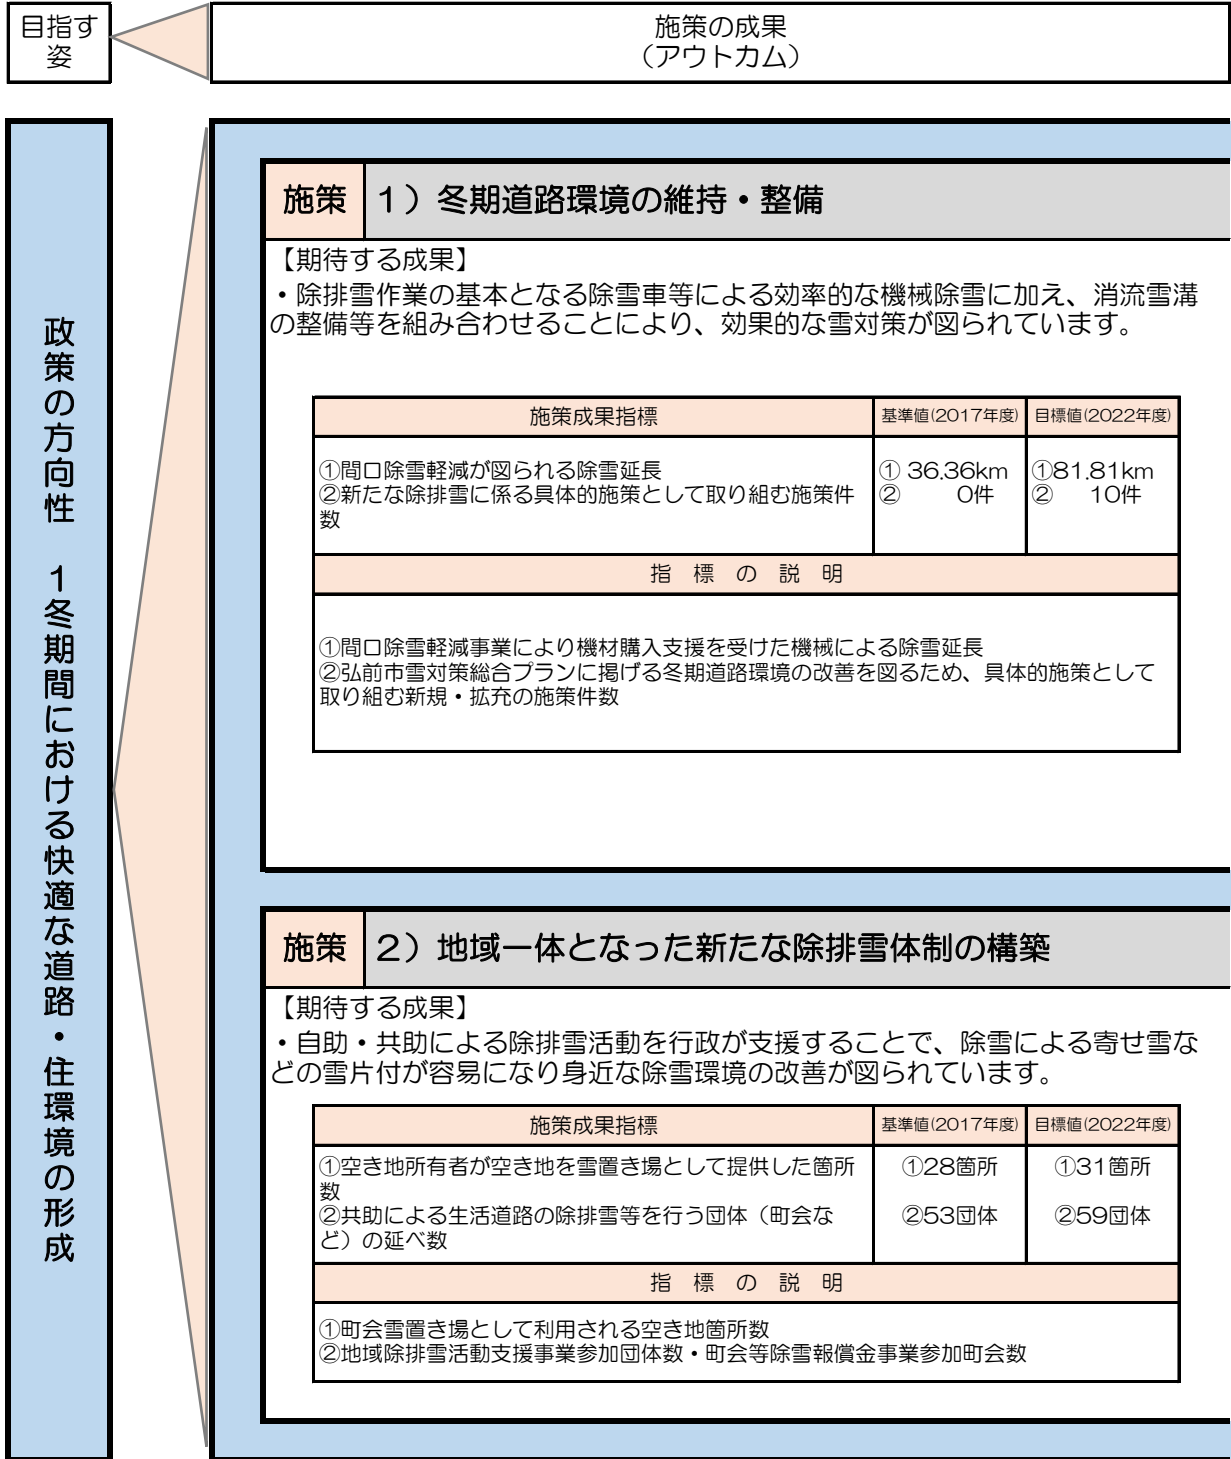 目指す
姿
施策の成果
（アウトカム）
政策の方向性　１冬期間における快適な道路・住環境の形成
施策
１）冬期道路環境の維持・整備
【期待する成果】
・除排雪作業の基本となる除雪車等による効率的な機械除雪に加え、消流雪溝
の整備等を組み合わせることにより、効果的な雪対策が図られています。
施策成果指標
基準値(2017年度)
目標値(2022年度)
①間口除雪軽減が図られる除雪延長
②新たな除排雪に係る具体的施策として取り組む施策件
数
① 36.36km
②　　0件
①81.81km
②　10件
指　標　の　説　明
①間口除雪軽減事業により機材購入支援を受けた機械による除雪延長
②弘前市雪対策総合プランに掲げる冬期道路環境の改善を図るため、具体的施策として
取り組む新規・拡充の施策件数
施策
２）地域一体となった新たな除排雪体制の構築
【期待する成果】
・自助・共助による除排雪活動を行政が支援することで、除雪による寄せ雪な
どの雪片付が容易になり身近な除雪環境の改善が図られています。
施策成果指標
基準値(2017年度)
目標値(2022年度)
①空き地所有者が空き地を雪置き場として提供した箇所
数
②共助による生活道路の除排雪等を行う団体（町会な
ど）の延べ数
①28箇所
②53団体
①31箇所
②59団体
指　標　の　説　明
①町会雪置き場として利用される空き地箇所数
②地域除排雪活動支援事業参加団体数・町会等除雪報償金事業参加町会数